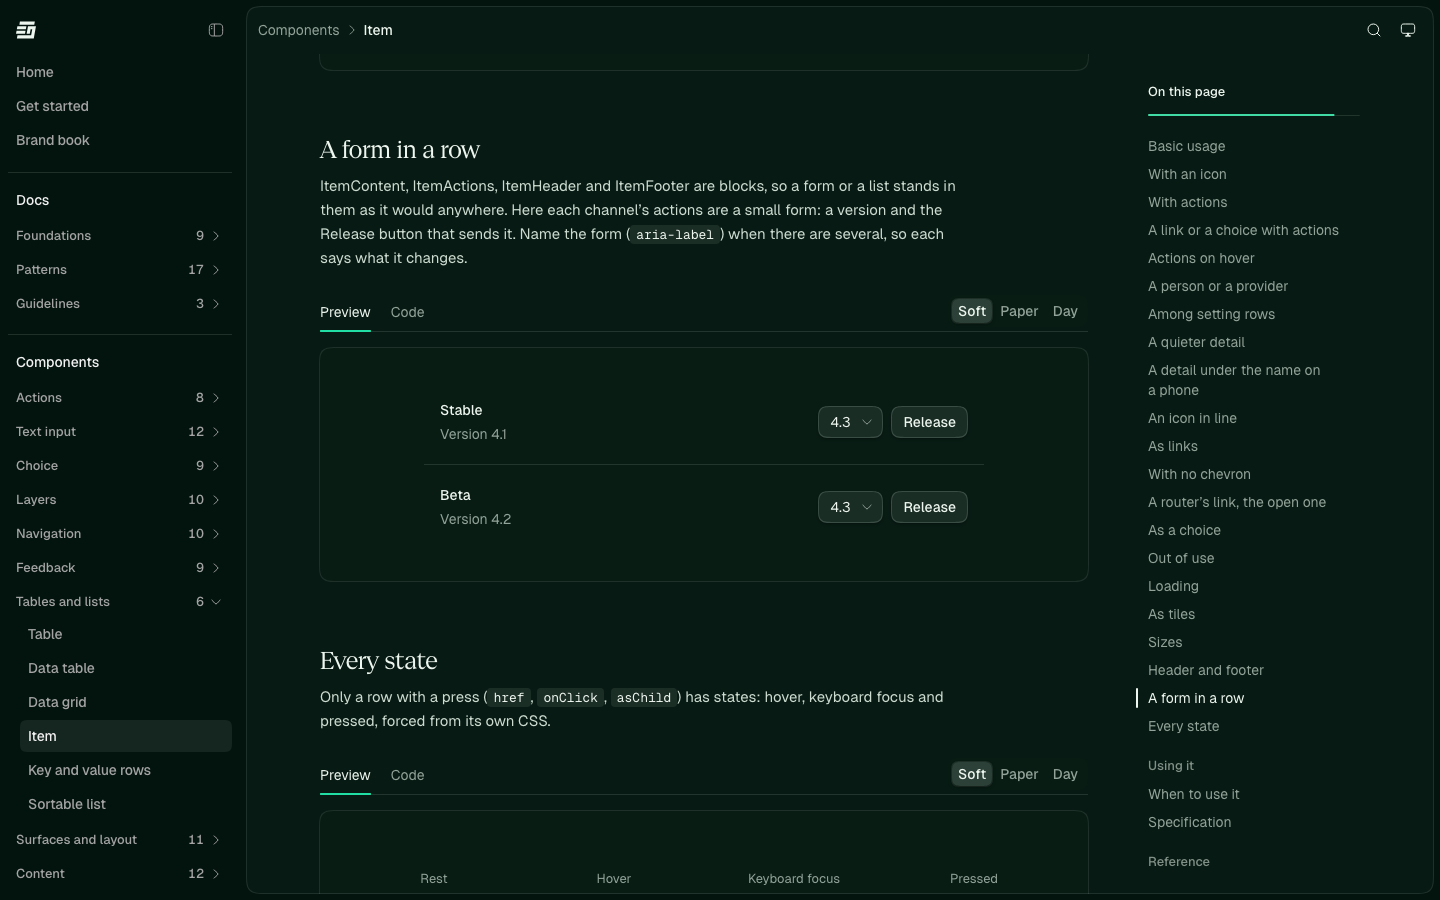 Components
Item
Home
Get started
Brand book
Docs
Foundations 9
Patterns 17
Guidelines 3
Components
Actions 8
Text input 12
Choice 9
Layers 10
Navigation 10
Feedback 9
Tables and lists 6
Table
Data table
Data grid
Item
Key and value rows
Sortable list
Surfaces and layout 11
Content 12
A form in a row
ItemContent, ItemActions, ItemHeader and ItemFooter are blocks, so a form or a list stands in
them as it would anywhere. Here each channel’s actions are a small form: a version and the
Release button that sends it. Name the form (aria-label) when there are several, so each
says what it changes.
Preview Code Soft Paper Day
Stable
Version 4.1
4.3 Release
Beta
Version 4.2
4.3 Release
Every state
Only a row with a press (href, onClick, asChild) has states: hover, keyboard focus and
pressed, forced from its own CSS.
Preview Code Soft Paper Day
Rest Hover Keyboard focus Pressed
On this page
Basic usage
With an icon
With actions
A link or a choice with actions
Actions on hover
A person or a provider
Among setting rows
A quieter detail
A detail under the name on
a phone
An icon in line
As links
With no chevron
A router’s link, the open one
As a choice
Out of use
Loading
As tiles
Sizes
Header and footer
A form in a row
Every state
Using it
When to use it
Specification
Reference